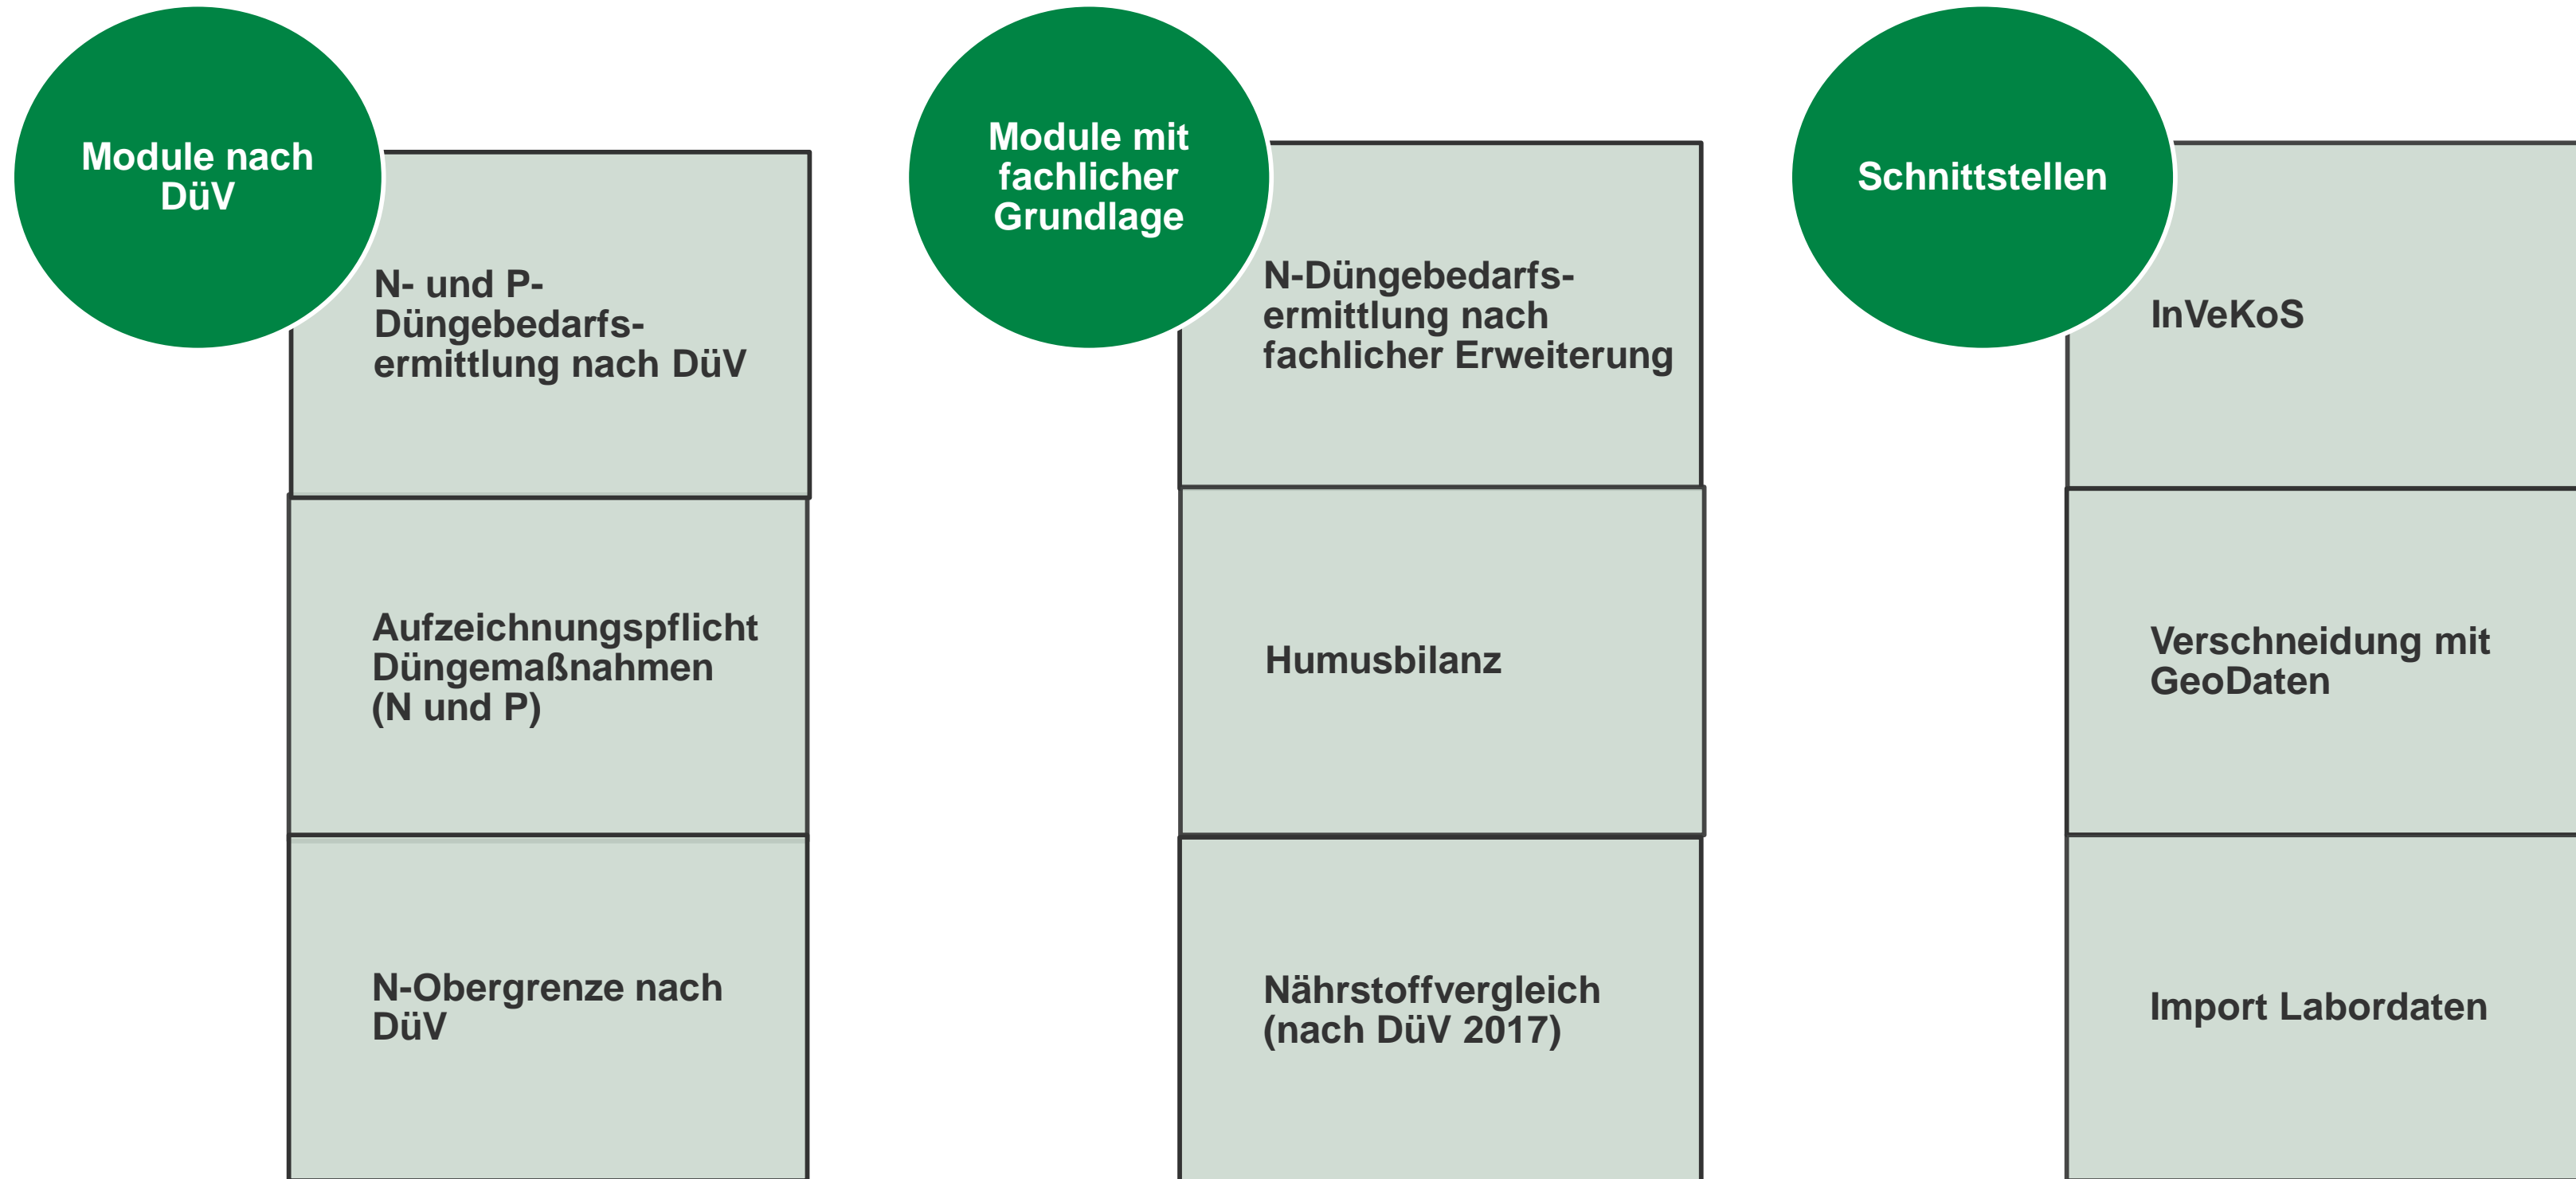 Module nach
DüV
N- und P-
Düngebedarfs-
ermittlung nach DüV
Aufzeichnungspflicht
Düngemaßnahmen
(N und P)
N-Obergrenze nach
DüV
Module mit
fachlicher
Grundlage
N-Düngebedarfs-
ermittlung nach
fachlicher Erweiterung
Humusbilanz
Nährstoffvergleich
(nach DüV 2017)
Schnittstellen
InVeKoS
Verschneidung mit
GeoDaten
Import Labordaten